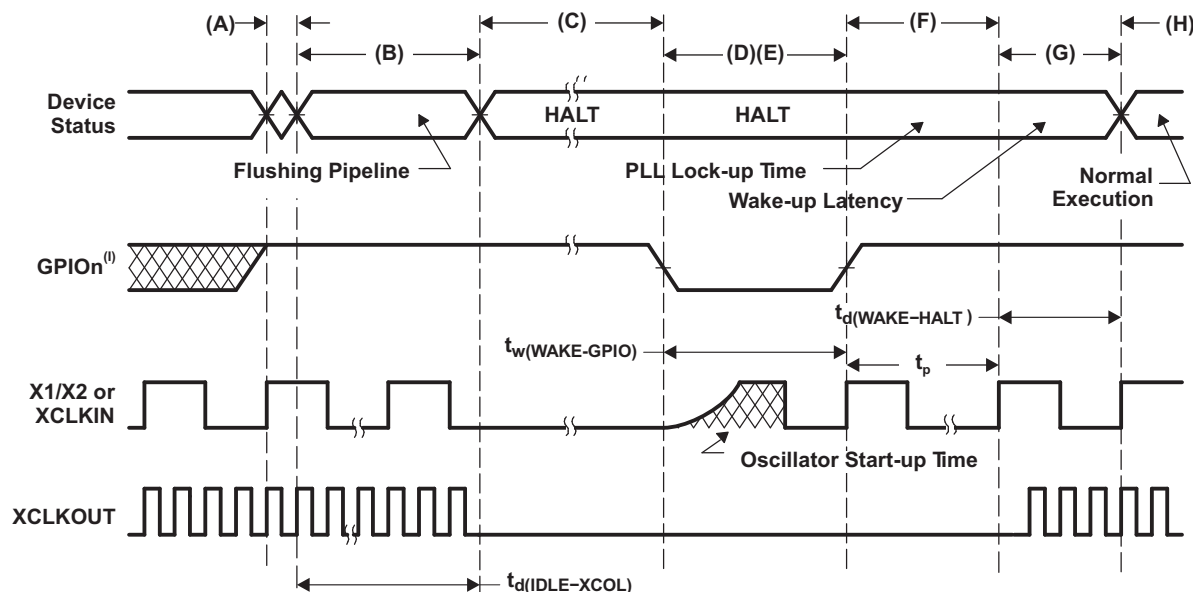 (A)
(C)
(F)
(H)
(B)
(D)(E)
(G)
Device
Status
HALT
HALT
Flushing Pipeline
PLL Lock-up Time
Wake-up Latency
Normal
Execution
GPIOn(I)
td(WAKE−HALT )
tw(WAKE-GPIO)
tp
X1/X2 or
XCLKIN
Oscillator Start-up Time
XCLKOUT
td(IDLE−XCOL)